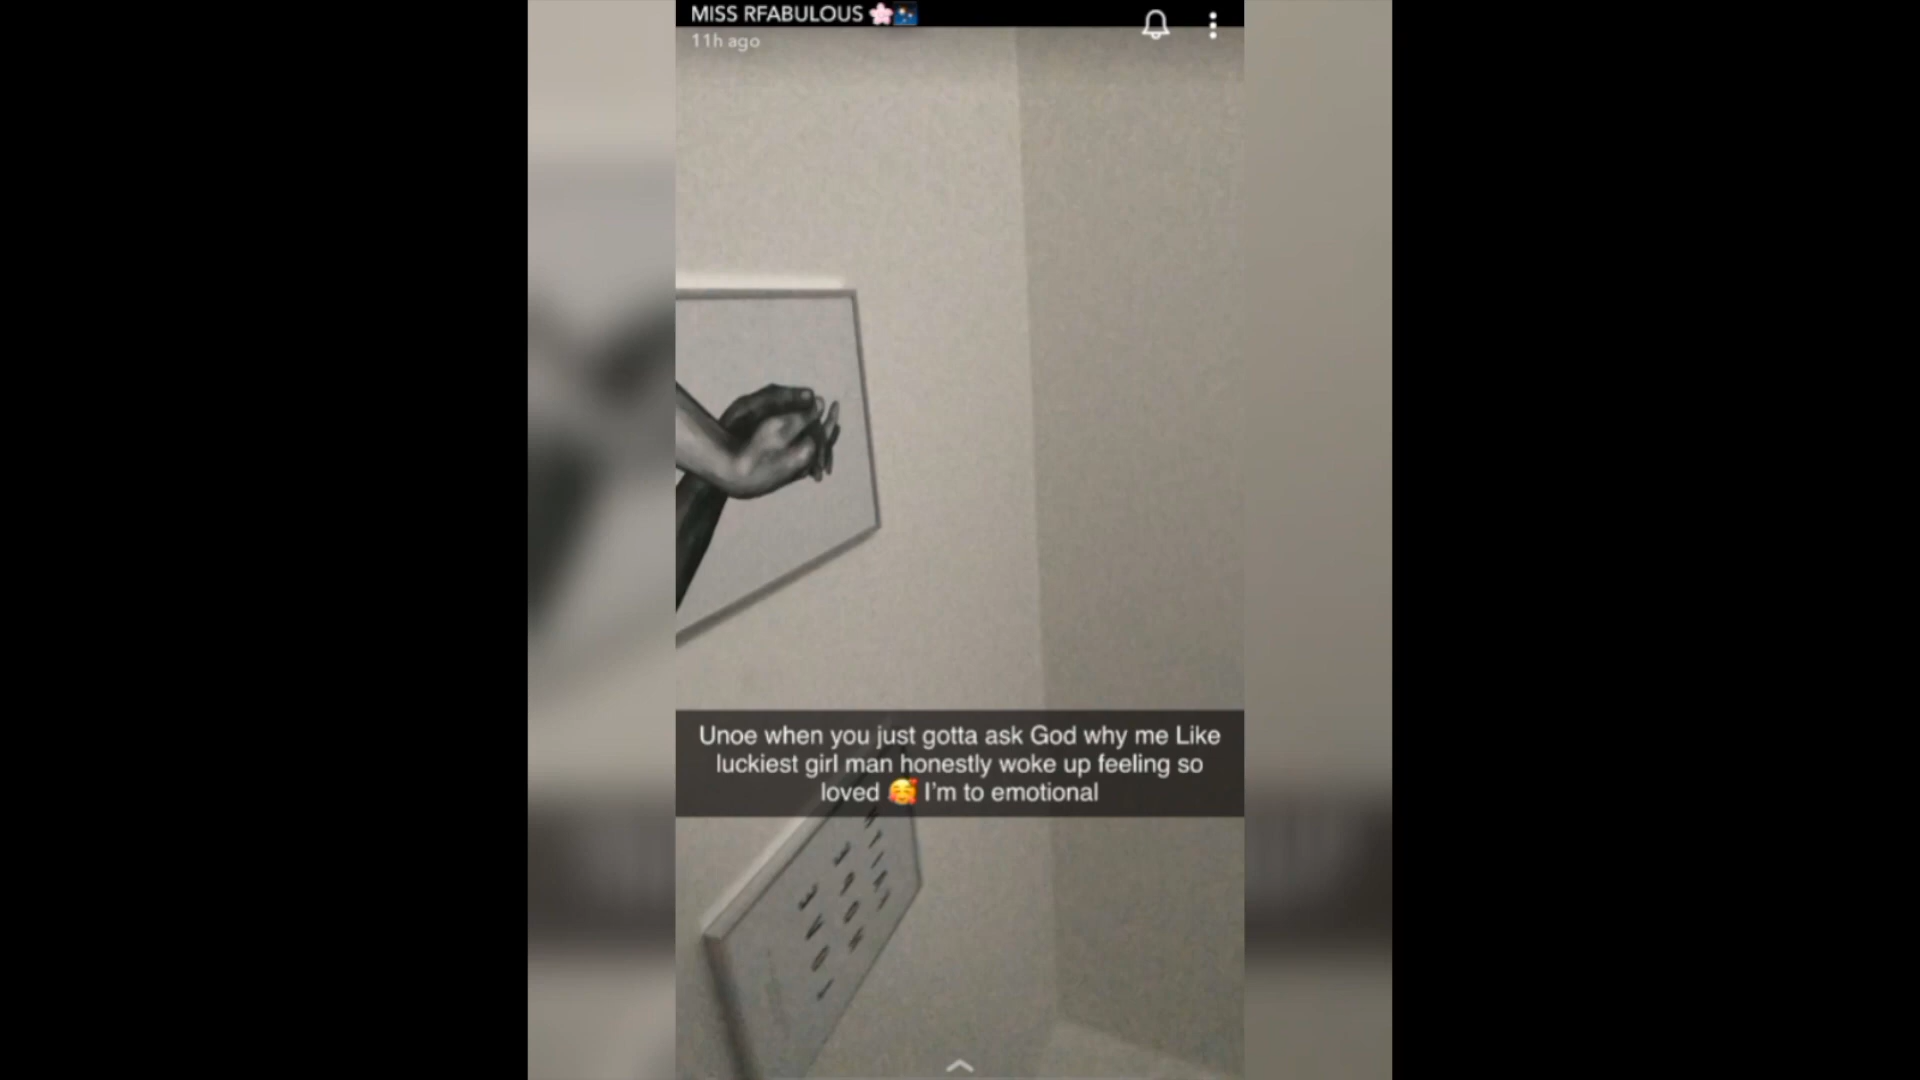 MISS RFABULOUS 🌸🌌
11h ago
Unoe when you just gotta ask God why me Like
luckiest girl man honestly woke up feeling so
loved 🥰 I'm to emotional